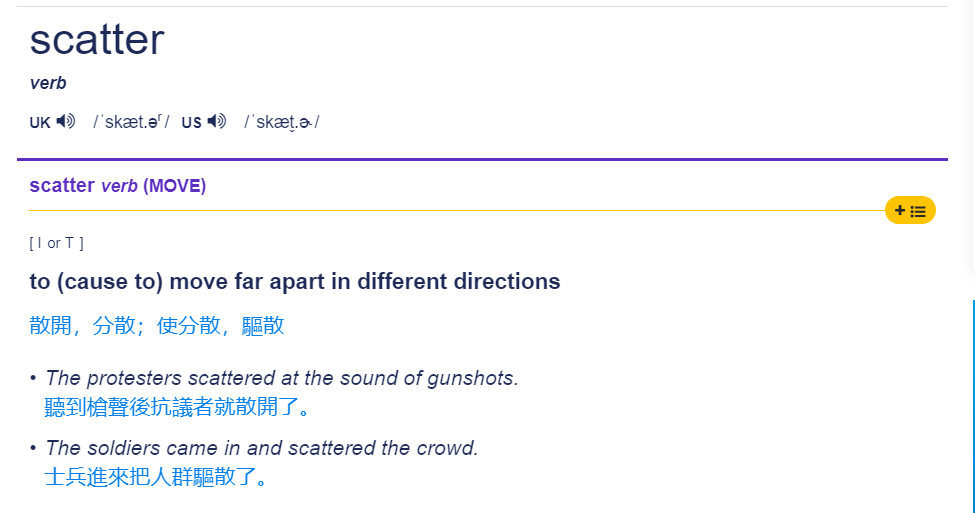 scatter
verb
UK /ˈskæt.əʳ/ US /ˈskæt̬.ɚ/
scatter verb (MOVE)
[ I or T ]
to (cause to) move far apart in different directions
散開，分散；使分散，驅散
• The protesters scattered at the sound of gunshots.
聽到槍聲後抗議者就散開了。
• The soldiers came in and scattered the crowd.
士兵進來把人群驅散了。